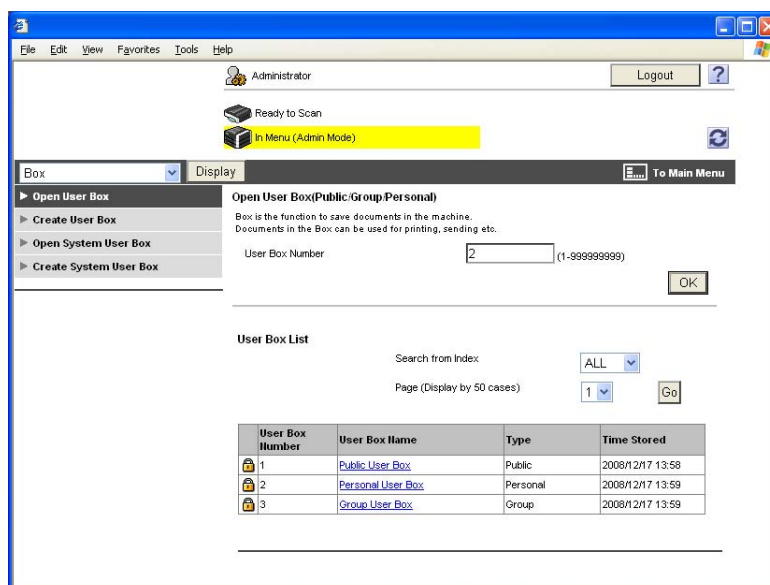 File Edit View Favorites Tools Help
Administrator
Logout
?
Ready to Scan
In Menu (Admin Mode)
Box
Display
To Main Menu
Open User Box
Create User Box
Open System User Box
Create System User Box
Open User Box(Public/Group/Personal)
Box is the function to save documents in the machine.
Documents in the Box can be used for printing, sending etc.
User Box Number 2 (1-999999999)
OK
User Box List
Search from Index ALL
Page (Display by 50 cases) 1 Go
User Box Number User Box Name Type Time Stored
1 Public User Box Public 2008/12/17 13:58
2 Personal User Box Personal 2008/12/17 13:59
3 Group User Box Group 2008/12/17 13:59